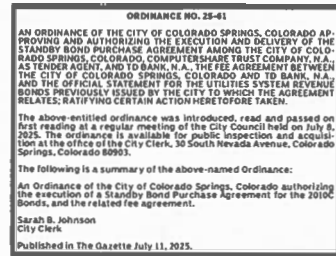 ORDINANCE NO. 25-61
AN ORDINANCE OF THE CITY OF COLORADO SPRINGS, COLORADO AP-
PROVING AND AUTHORIZING THE EXECUTION AND DELIVERY OF THE
STANDBY BOND PURCHASE AGREEMENT AMONG THE CITY OF COLO-
RADO SPRINGS, COLORADO, COMPUTERSHARE TRUST COMPANY, N.A.,
AS TENDER AGENT, AND TD BANK, N.A., THE FEE AGREEMENT BETWEEN
THE CITY OF COLORADO SPRINGS, COLORADO AND TD BANK, N.A.,
AND THE OFFICIAL STATEMENT FOR THE UTILITIES SYSTEM REVENUE
BONDS PREVIOUSLY ISSUED BY THE CITY TO WHICH THE AGREEMENT
RELATES; RATIFYING CERTAIN ACTION HERETOFORE TAKEN.
The above-entitled ordinance was introduced, read and passed on
first reading at a regular meeting of the City Council held on July 8,
2025. The ordinance is available for public inspection and acquisi-
tion at the office of the City Clerk, 30 South Nevada Avenue, Colorado
Springs, Colorado 80903.
The following is a summary of the above-named Ordinance:
An Ordinance of the City of Colorado Springs, Colorado authorizing
the execution of a Standby Bond Purchase Agreement for the 2010C
Bonds, and the related fee agreement.
Sarah B. Johnson
City Clerk
Published in The Gazette July 11, 2025.